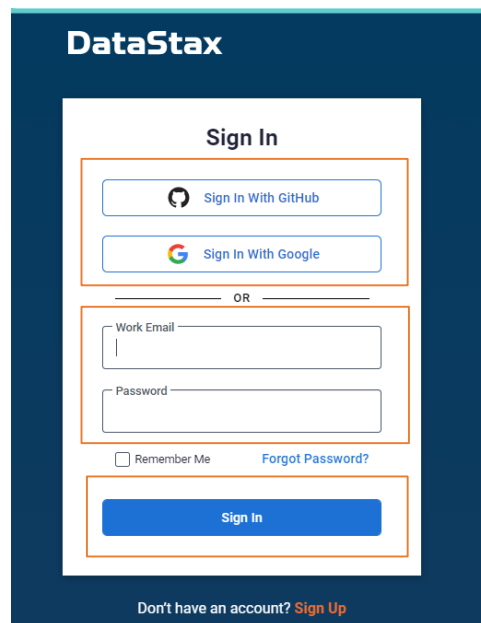 DataStax
Sign In
Sign In With GitHub
Sign In With Google
OR
Work Email
Password
Remember Me Forgot Password?
Sign In
Don't have an account? Sign Up